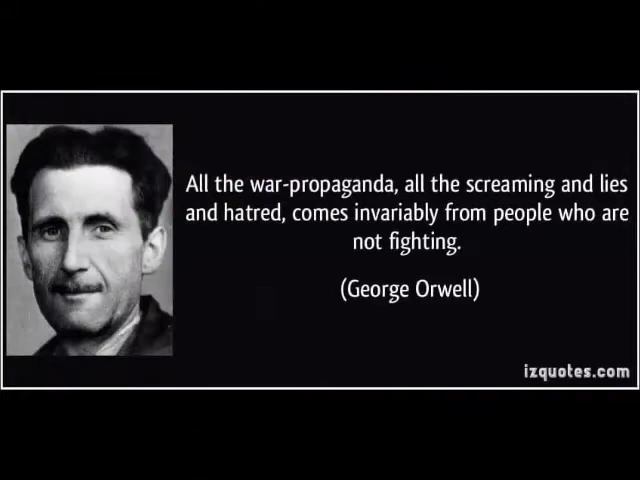 All the war-propaganda, all the screaming and lies
and hatred, comes invariably from people who are
not fighting.
(George Orwell)
izquotes.com